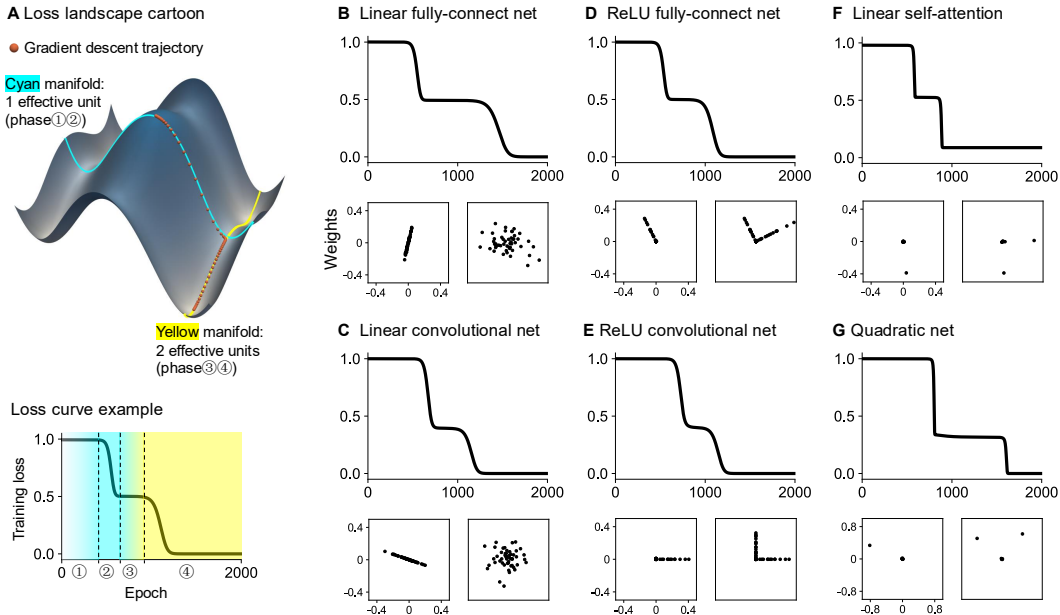 A Loss landscape cartoon
Gradient descent trajectory
Cyan manifold:
1 effective unit
(phase①②)
Yellow manifold:
2 effective units
(phase③④)
Loss curve example
Training loss
1.0
0.5
0.0
0 ① ② ③ ④ 2000
Epoch
B Linear fully-connect net
1.0
0.5
0.0
0 1000 2000
Weights
0.4
0
−0.4
−0.4 0 0.4
C Linear convolutional net
1.0
0.5
0.0
0 1000 2000
0.4
0
−0.4
−0.4 0 0.4
D ReLU fully-connect net
1.0
0.5
0.0
0 1000 2000
0.4
0
−0.4
−0.4 0 0.4
E ReLU convolutional net
1.0
0.5
0.0
0 1000 2000
0.4
0
−0.4
−0.4 0 0.4
F Linear self-attention
1.0
0.5
0.0
0 1000 2000
0.4
0
−0.4
−0.4 0 0.4
G Quadratic net
1.0
0.5
0.0
0 1000 2000
0.8
0
−0.8
−0.8 0 0.8